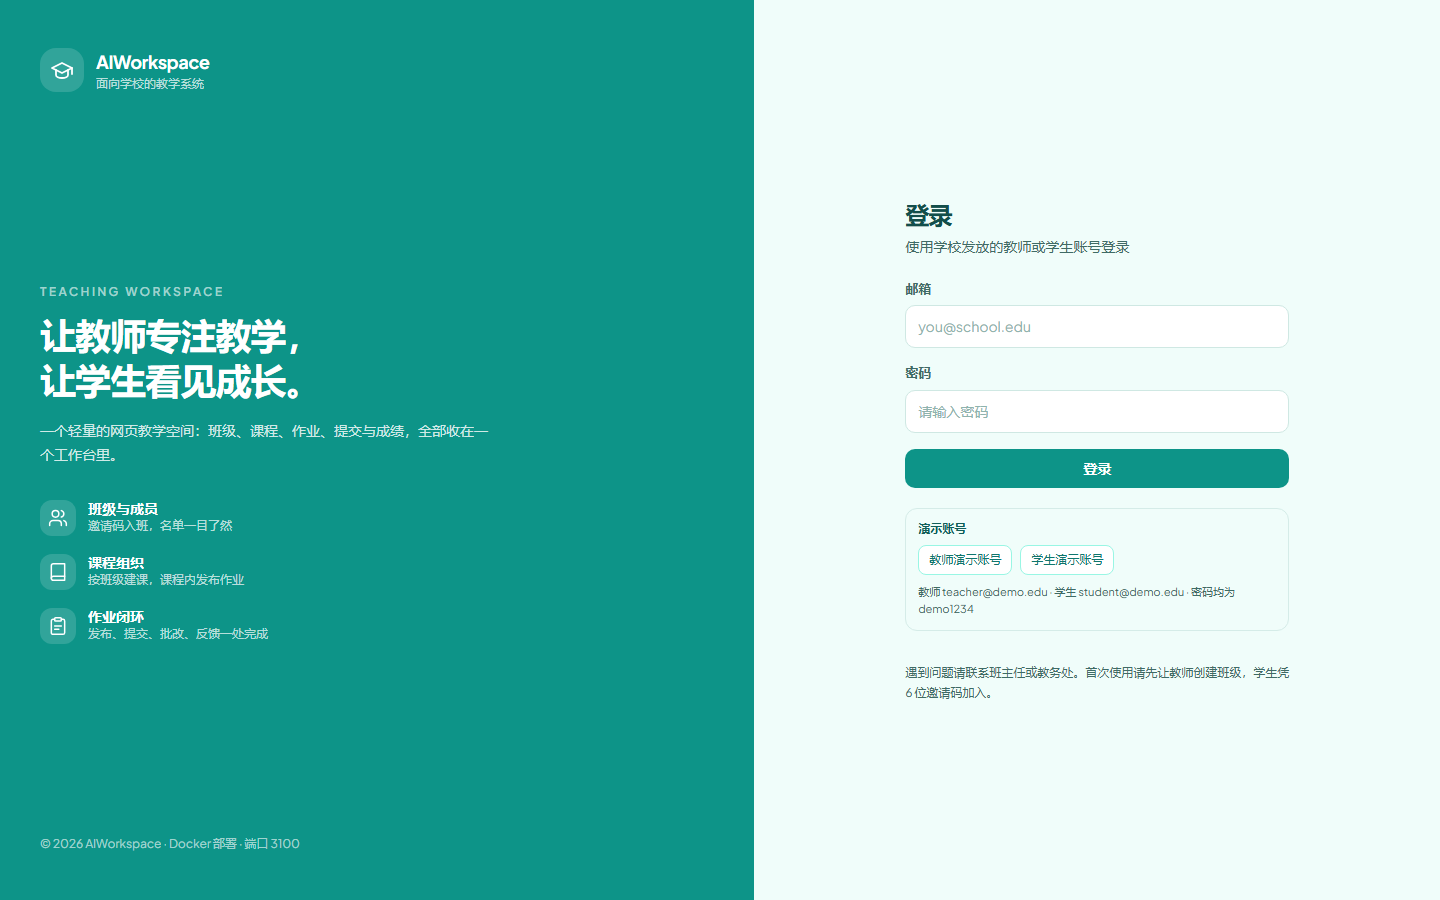 AIWorkspace
面向学校的教学系统
TEACHING WORKSPACE
让教师专注教学，
让学生看见成长。
一个轻量的网页教学空间：班级、课程、作业、提交与成绩，全部收在一
个工作台里。
班级与成员
邀请码入班，名单一目了然
课程组织
按班级建课，课程内发布作业
作业闭环
发布、提交、批改、反馈一处完成
© 2026 AIWorkspace · Docker 部署 · 端口 3100
登录
使用学校发放的教师或学生账号登录
邮箱
you@school.edu
密码
请输入密码
登录
演示账号
教师演示账号
学生演示账号
教师 teacher@demo.edu · 学生 student@demo.edu · 密码均为
demo1234
遇到问题请联系班主任或教务处。首次使用请先让教师创建班级，学生凭
6 位邀请码加入。